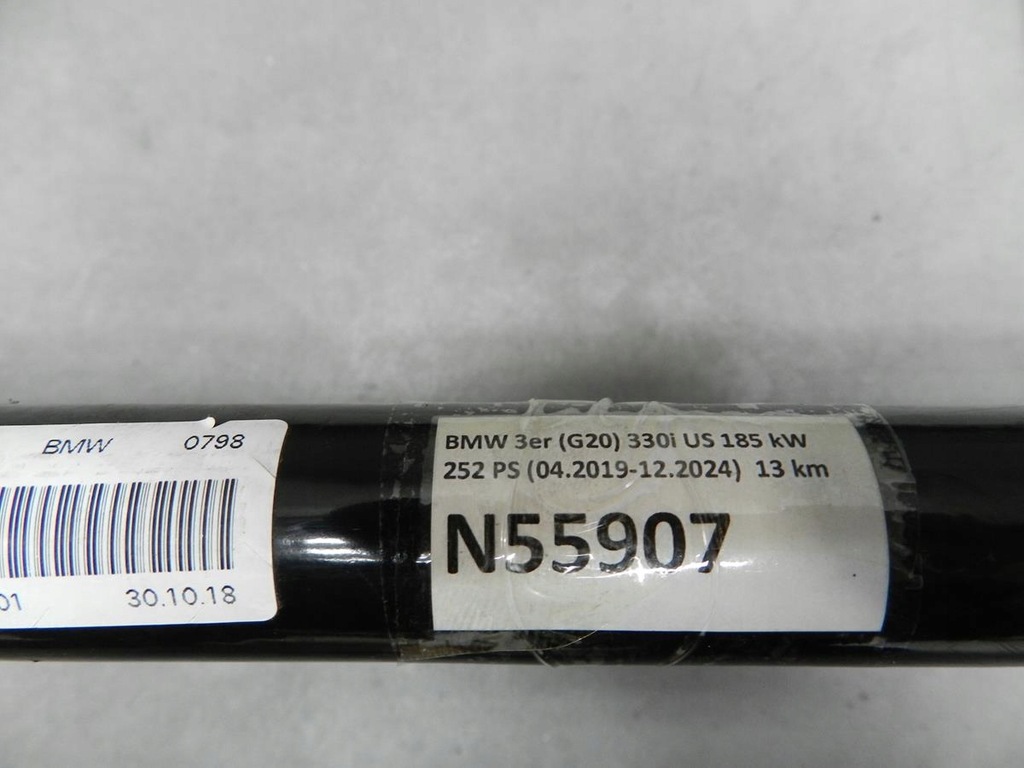 BMW 0798
01 30.10.18
BMW 3er (G20) 330i US 185 kW
252 PS (04.2019-12.2024) 13 km
N55907